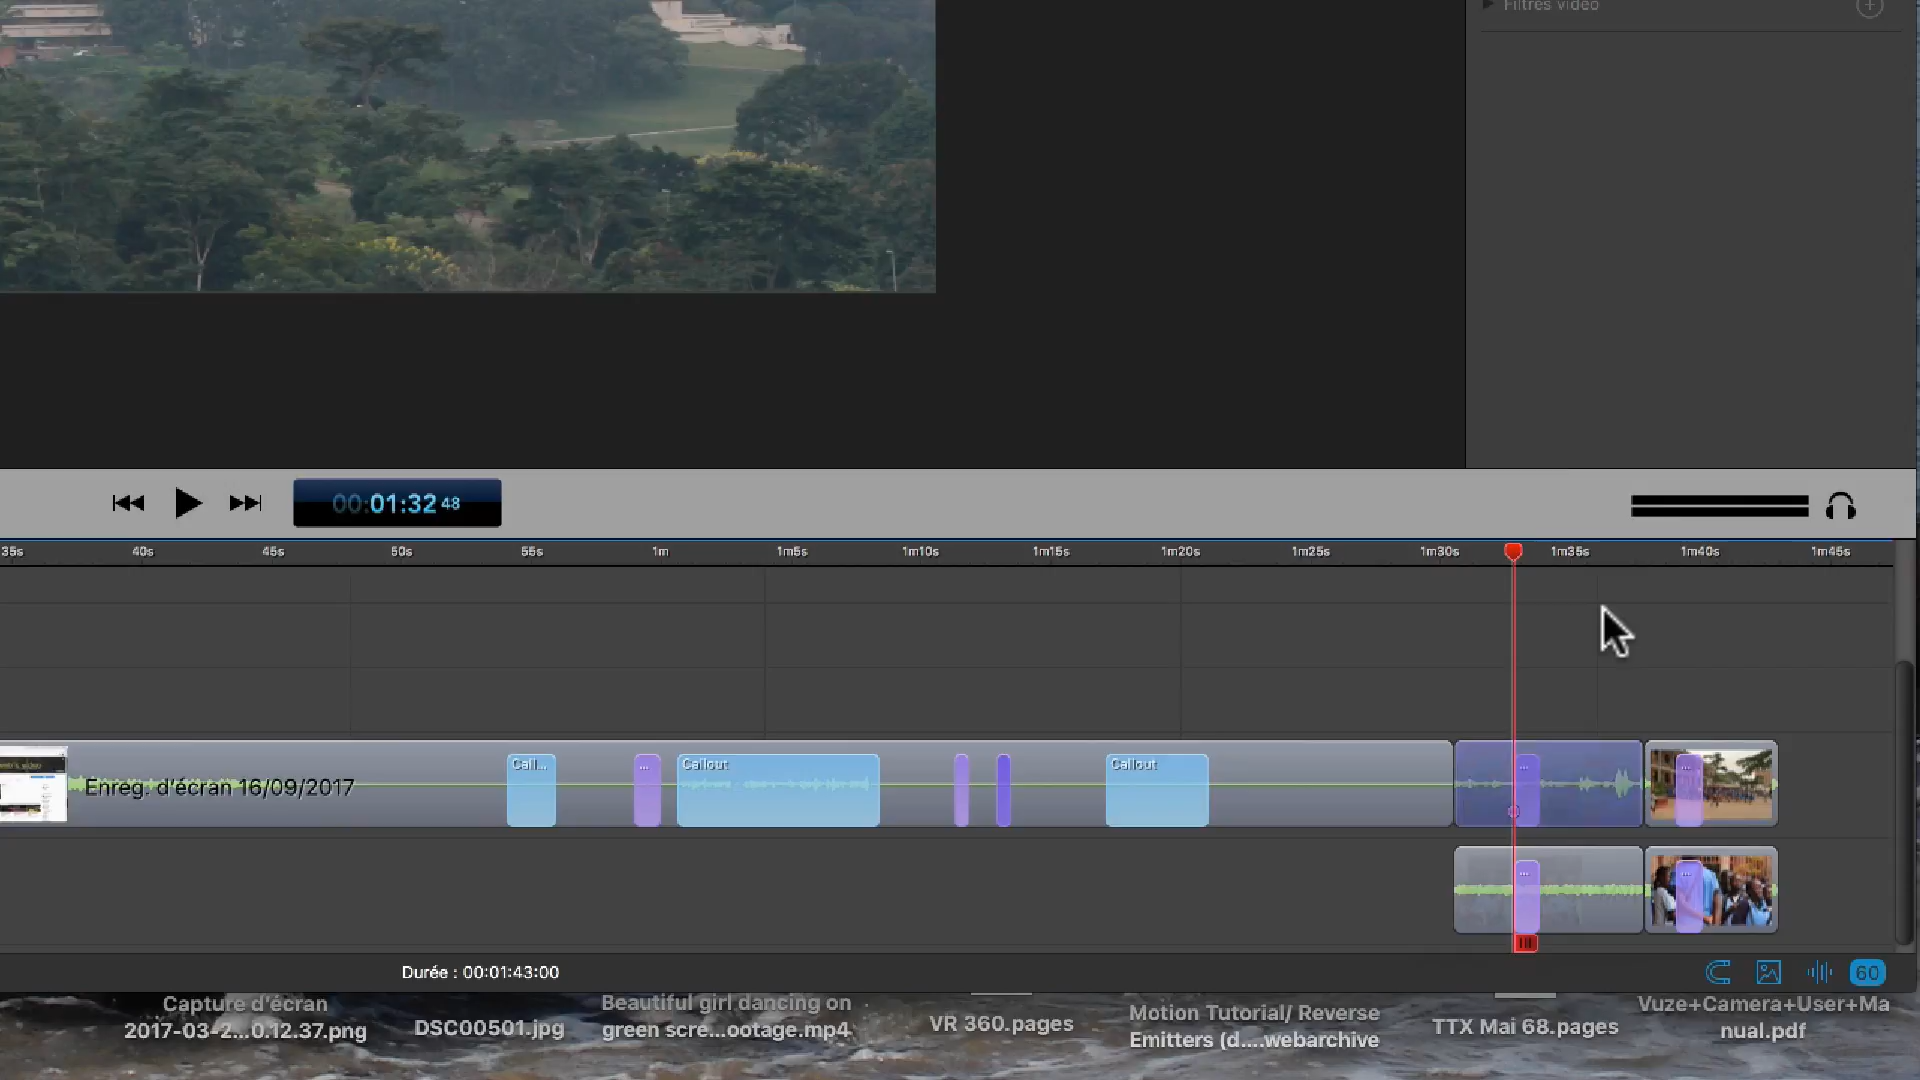 Filtres vidéo
00:01:32 48
35s 40s 45s 50s 55s 1m 1m5s 1m10s 1m15s 1m20s 1m25s 1m30s 1m35s 1m40s 1m45s
Enreg. d'écran 16/09/2017
Call...
...
Callout
Callout
...
...
...
...
Durée : 00:01:43:00
60
Capture d'écran
2017-03-2...0.12.37.png
DSC00501.jpg
Beautiful girl dancing on
green scre...ootage.mp4
VR 360.pages
Motion Tutorial/ Reverse
Emitters (d....webarchive
TTX Mai 68.pages
Vuze+Camera+User+Ma
nual.pdf